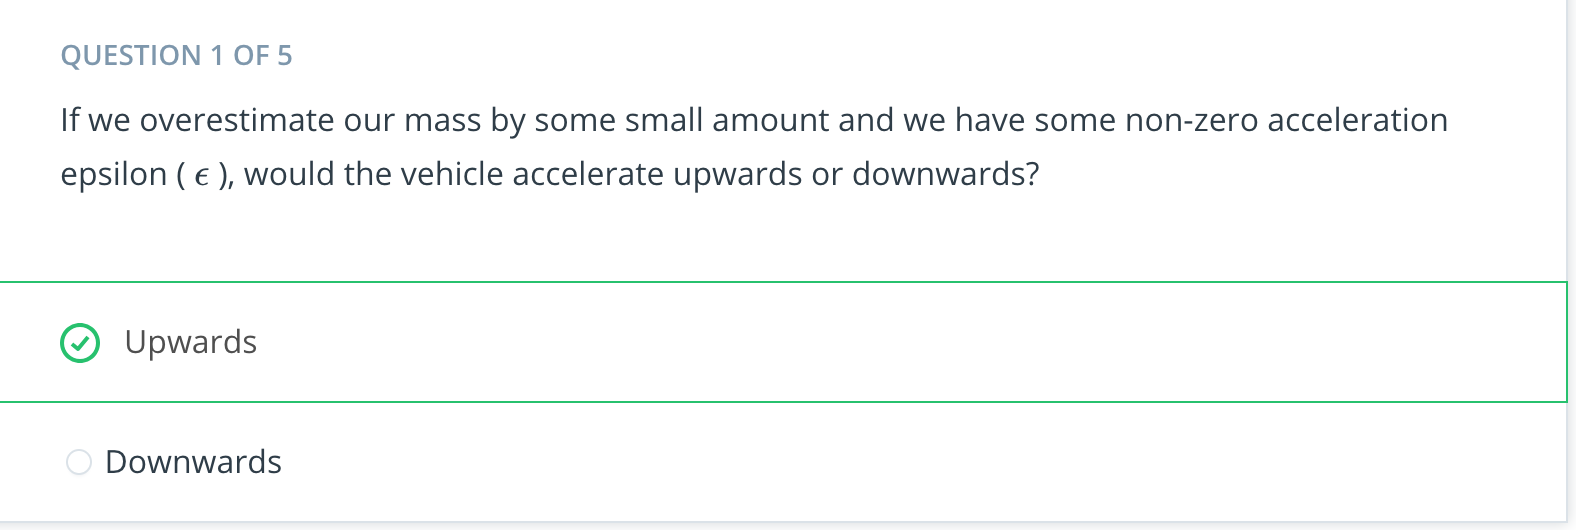 QUESTION 1 OF 5
If we overestimate our mass by some small amount and we have some non-zero acceleration
epsilon ( ϵ ), would the vehicle accelerate upwards or downwards?
Upwards
Downwards